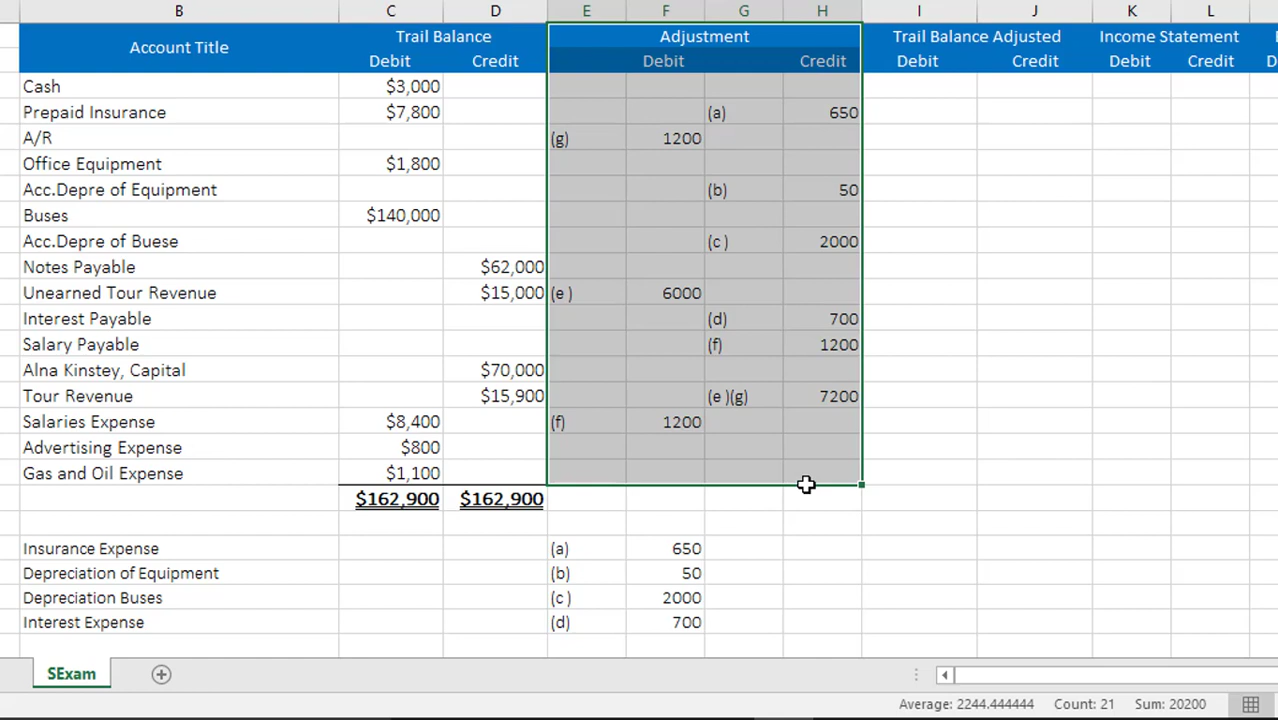 B C D E F G H I J K L
Account Title Trail Balance Adjustment Trail Balance Adjusted Income Statement
Debit Credit Debit Credit Debit Credit Debit Credit D
Cash $3,000
Prepaid Insurance $7,800 (a) 650
A/R (g) 1200
Office Equipment $1,800
Acc.Depre of Equipment (b) 50
Buses $140,000
Acc.Depre of Buese (c ) 2000
Notes Payable $62,000
Unearned Tour Revenue $15,000 (e ) 6000
Interest Payable (d) 700
Salary Payable (f) 1200
Alna Kinstey, Capital $70,000
Tour Revenue $15,900 (e )(g) 7200
Salaries Expense $8,400 (f) 1200
Advertising Expense $800
Gas and Oil Expense $1,100
$162,900 $162,900
Insurance Expense (a) 650
Depreciation of Equipment (b) 50
Depreciation Buses (c ) 2000
Interest Expense (d) 700
SExam
Average: 2244.444444 Count: 21 Sum: 20200